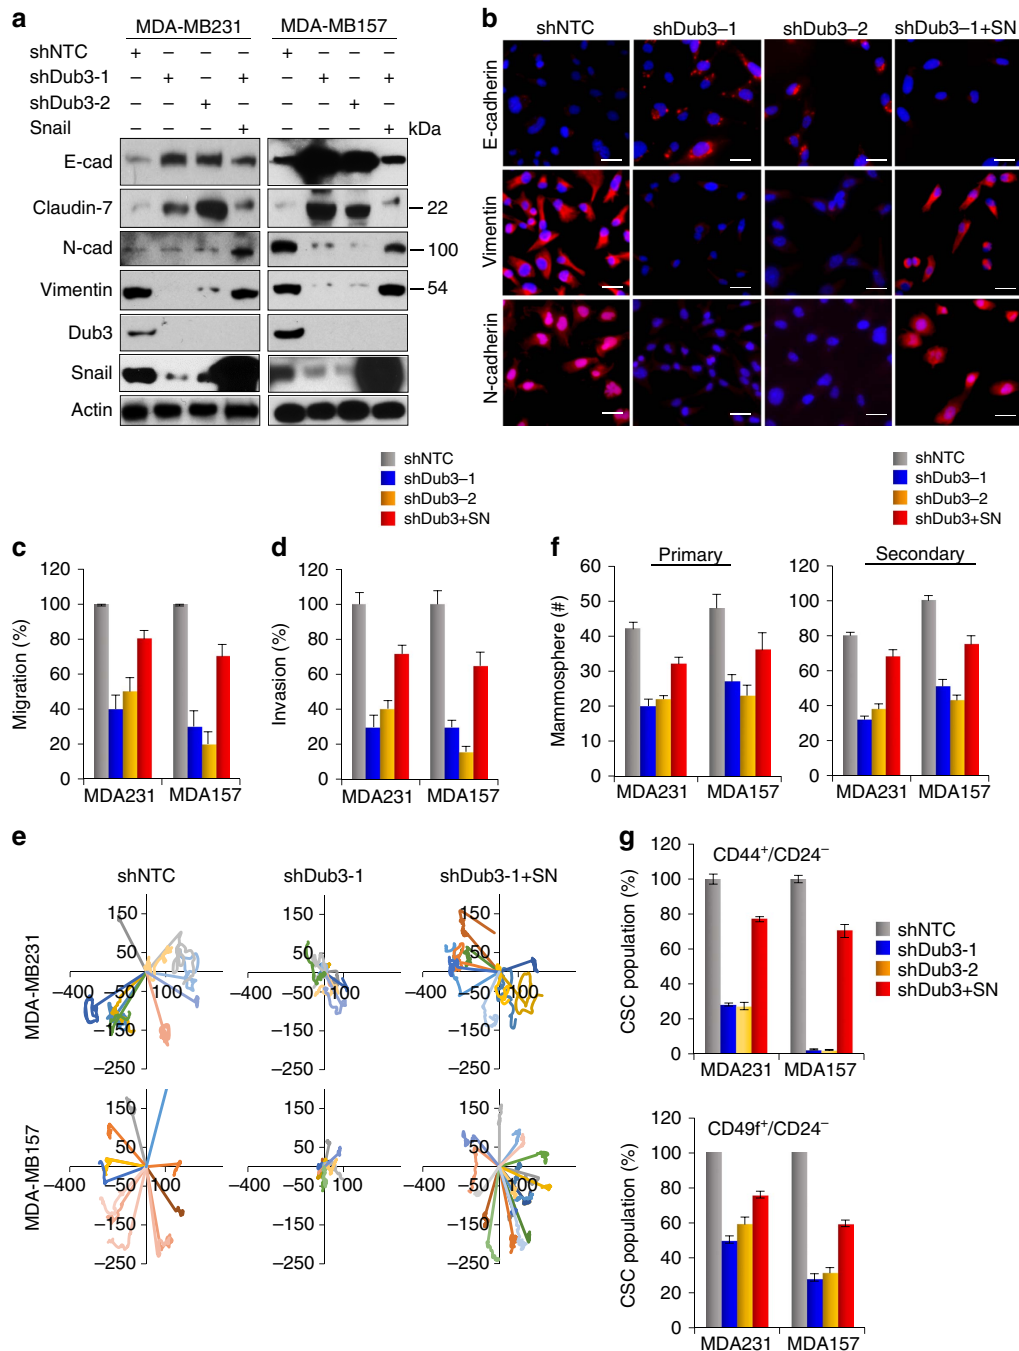 a
MDA-MB231 MDA-MB157
shNTC + – – – + – – –
shDub3-1 – + – + – + – +
shDub3-2 – – + – – – + –
Snail – – – + – – – + kDa
E-cad
Claudin-7 22
N-cad 100
Vimentin 54
Dub3
Snail
Actin
b
shNTC shDub3–1 shDub3–2 shDub3–1+SN
E-cadherin
Vimentin
N-cadherin
shNTC
shDub3–1
shDub3–2
shDub3+SN
c
Migration (%)
120
100
80
60
40
20
0
MDA231 MDA157
d
Invasion (%)
120
100
80
60
40
20
0
MDA231 MDA157
shNTC
shDub3–1
shDub3–2
shDub3+SN
f
Primary
Mammosphere (#)
60
50
40
30
20
10
0
MDA231 MDA157
Secondary
120
100
80
60
40
20
0
MDA231 MDA157
e
shNTC shDub3-1 shDub3-1+SN
MDA-MB231
150 150 150
50 50 50
–400 –50 100 –400 –50 100 –400 –50 100
–150 –150 –150
–250 –250 –250
MDA-MB157
150 150 150
50 50 50
–400 –50 100 –400 –50 100 –400 –50 100
–150 –150 –150
–250 –250 –250
g
CD44+/CD24–
CSC population (%)
120
100
80
60
40
20
0
MDA231 MDA157
shNTC
shDub3-1
shDub3-2
shDub3+SN
CD49f+/CD24–
CSC population (%)
120
100
80
60
40
20
0
MDA231 MDA157